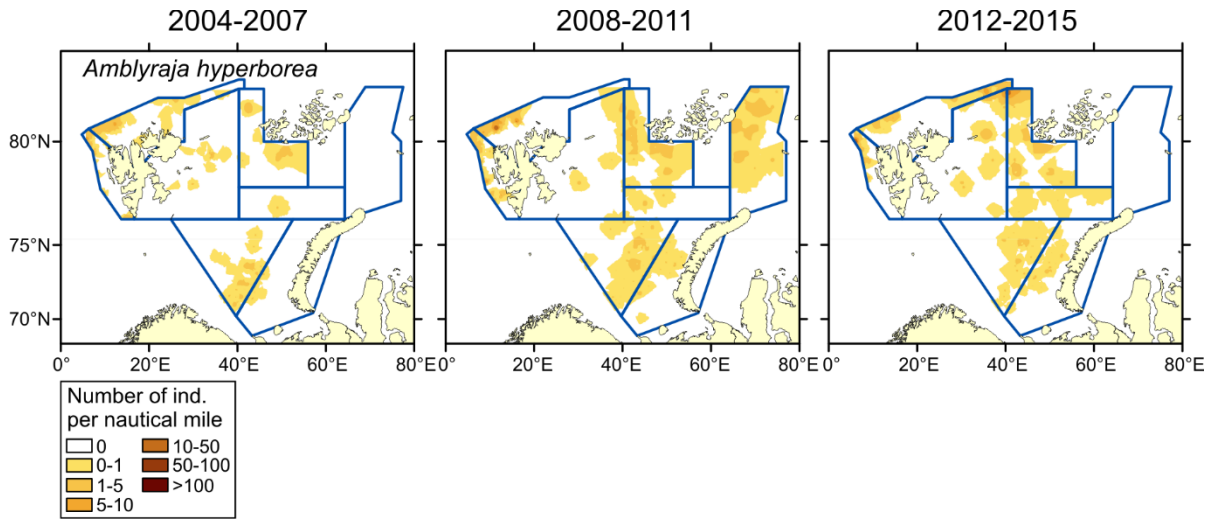 2004-2007 2008-2011 2012-2015
Amblyraja hyperborea
80°N
75°N
70°N
0 20°E 40°E 60°E 80°E 0° 20°E 40°E 60°E 80°E 0° 20°E 40°E 60°E 80°E
Number of ind.
per nautical mile
0 10-50
0-1 50-100
1-5 >100
5-10